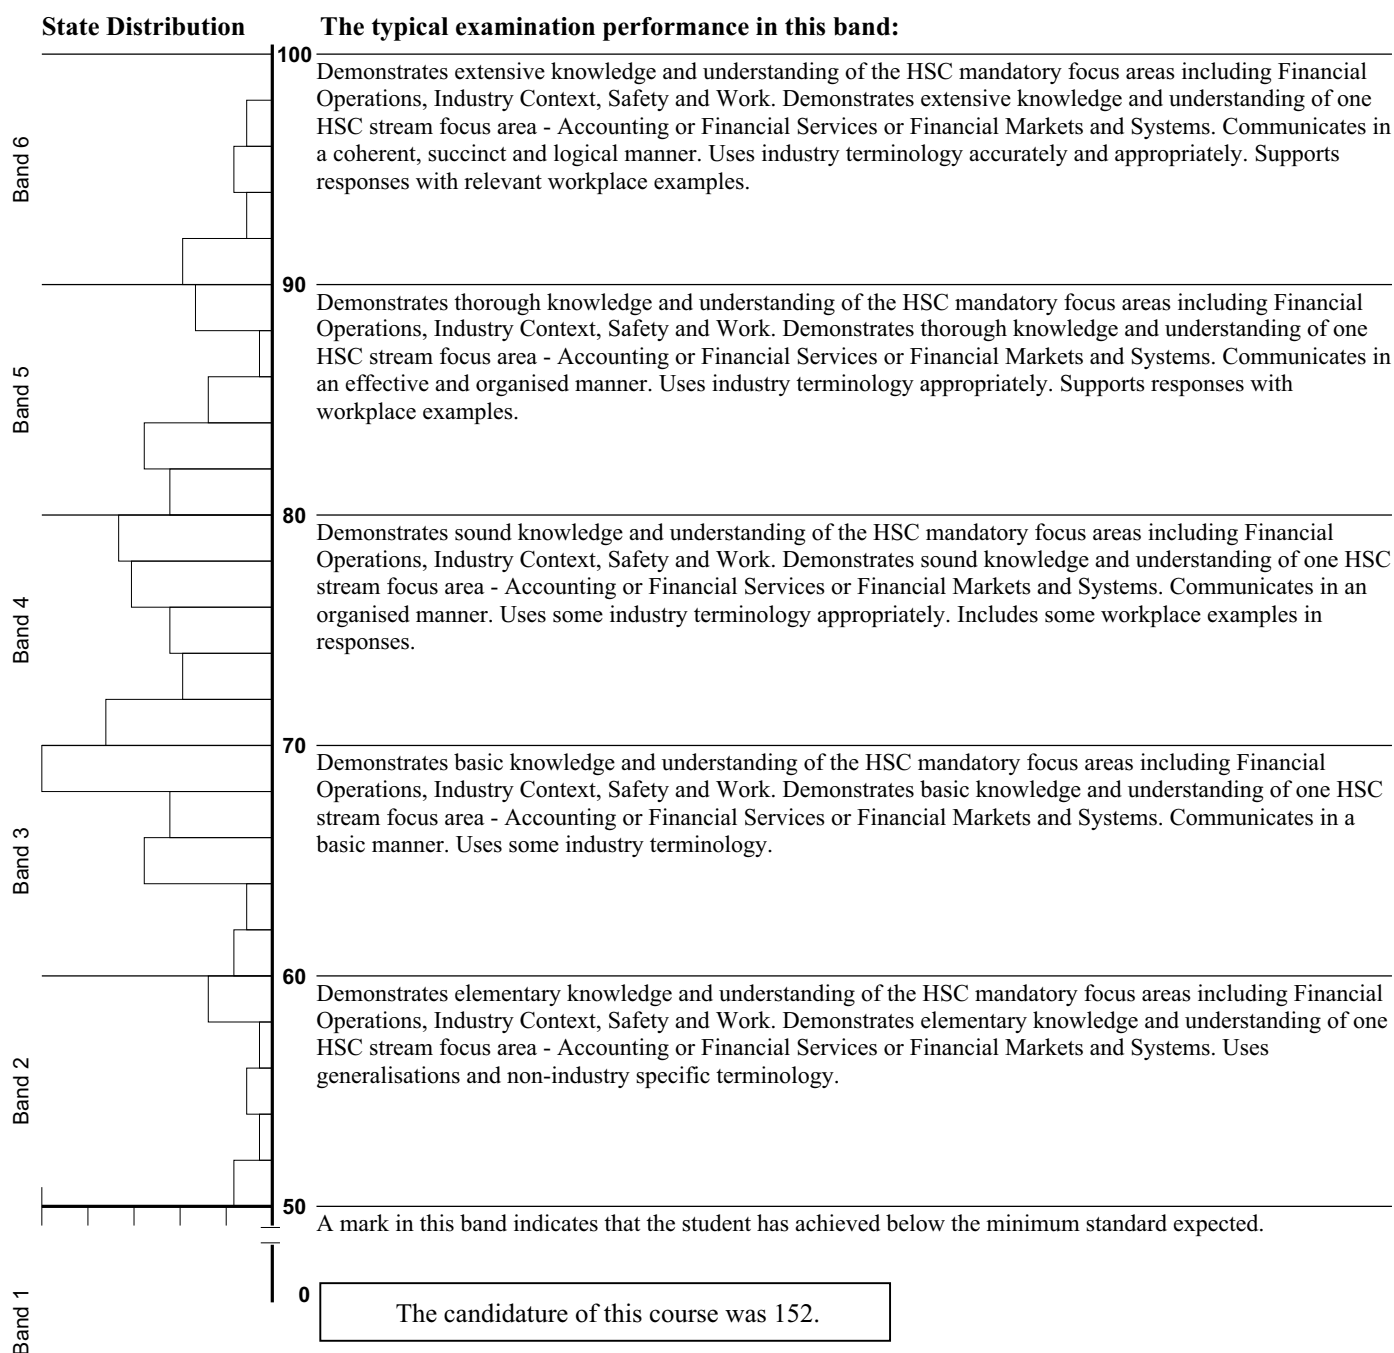 State Distribution
The typical examination performance in this band:
100
Demonstrates extensive knowledge and understanding of the HSC mandatory focus areas including Financial
Operations, Industry Context, Safety and Work. Demonstrates extensive knowledge and understanding of one
HSC stream focus area - Accounting or Financial Services or Financial Markets and Systems. Communicates in
a coherent, succinct and logical manner. Uses industry terminology accurately and appropriately. Supports
responses with relevant workplace examples.
Band 6
90
Demonstrates thorough knowledge and understanding of the HSC mandatory focus areas including Financial
Operations, Industry Context, Safety and Work. Demonstrates thorough knowledge and understanding of one
HSC stream focus area - Accounting or Financial Services or Financial Markets and Systems. Communicates in
an effective and organised manner. Uses industry terminology appropriately. Supports responses with
workplace examples.
Band 5
80
Demonstrates sound knowledge and understanding of the HSC mandatory focus areas including Financial
Operations, Industry Context, Safety and Work. Demonstrates sound knowledge and understanding of one HSC
stream focus area - Accounting or Financial Services or Financial Markets and Systems. Communicates in an
organised manner. Uses some industry terminology appropriately. Includes some workplace examples in
responses.
Band 4
70
Demonstrates basic knowledge and understanding of the HSC mandatory focus areas including Financial
Operations, Industry Context, Safety and Work. Demonstrates basic knowledge and understanding of one HSC
stream focus area - Accounting or Financial Services or Financial Markets and Systems. Communicates in a
basic manner. Uses some industry terminology.
Band 3
60
Demonstrates elementary knowledge and understanding of the HSC mandatory focus areas including Financial
Operations, Industry Context, Safety and Work. Demonstrates elementary knowledge and understanding of one
HSC stream focus area - Accounting or Financial Services or Financial Markets and Systems. Uses
generalisations and non-industry specific terminology.
Band 2
50
A mark in this band indicates that the student has achieved below the minimum standard expected.
0
Band 1
The candidature of this course was 152.